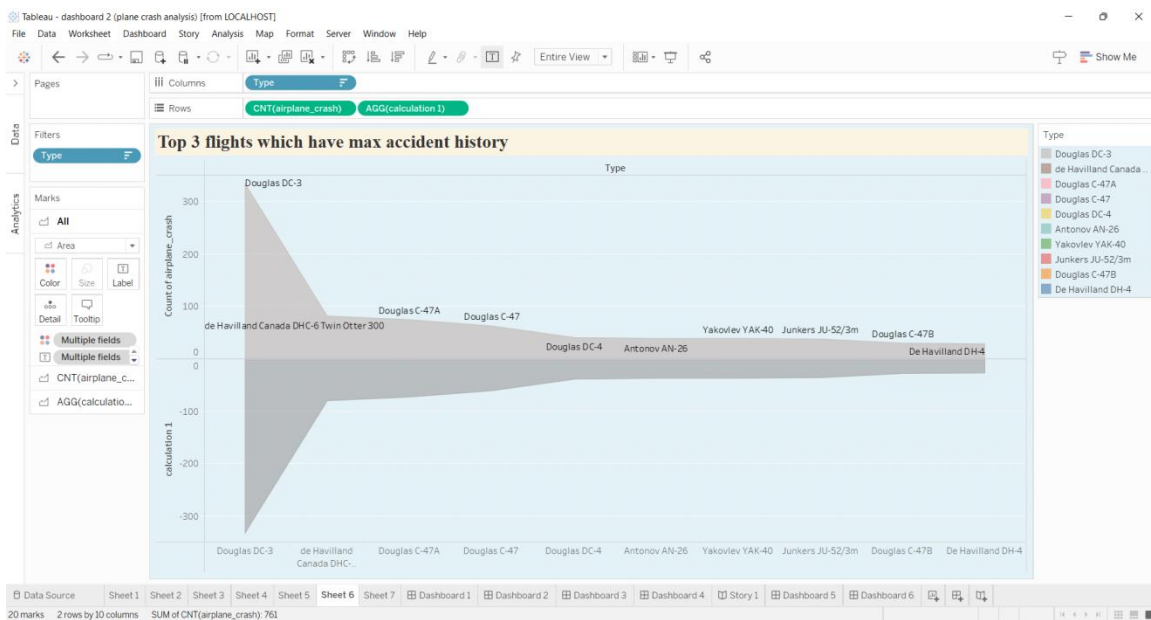 Tableau - dashboard 2 (plane crash analysis) [from LOCALHOST]
File Data Worksheet Dashboard Story Analysis Map Format Server Window Help
Entire View
Show Me
Pages
Columns
Type
Rows
CNT(airplane_crash) AGG(calculation 1)
Data
Analytics
Filters
Type
Marks
All
Area
Color Size Label
Detail Tooltip
Multiple fields
Multiple fields
CNT(airplane_c...
AGG(calculatio...
Top 3 flights which have max accident history
Type
Count of airplane_crash
300
200
100
0
calculation 1
0
-100
-200
-300
Douglas DC-3
de Havilland Canada DHC-6 Twin Otter 300
Douglas C-47A
Douglas C-47
Douglas DC-4
Antonov AN-26
Yakovlev YAK-40
Junkers JU-52/3m
Douglas C-47B
De Havilland DH-4
Douglas DC-3
de Havilland
Canada DHC-..
Douglas C-47A
Douglas C-47
Douglas DC-4
Antonov AN-26
Yakovlev YAK-40
Junkers JU-52/3m
Douglas C-47B
De Havilland DH-4
Type
Douglas DC-3
de Havilland Canada ..
Douglas C-47A
Douglas C-47
Douglas DC-4
Antonov AN-26
Yakovlev YAK-40
Junkers JU-52/3m
Douglas C-47B
De Havilland DH-4
Data Source Sheet 1 Sheet 2 Sheet 3 Sheet 4 Sheet 5 Sheet 6 Sheet 7 Dashboard 1 Dashboard 2 Dashboard 3 Dashboard 4 Story 1 Dashboard 5 Dashboard 6
20 marks 2 rows by 10 columns SUM of CNT(airplane_crash): 761